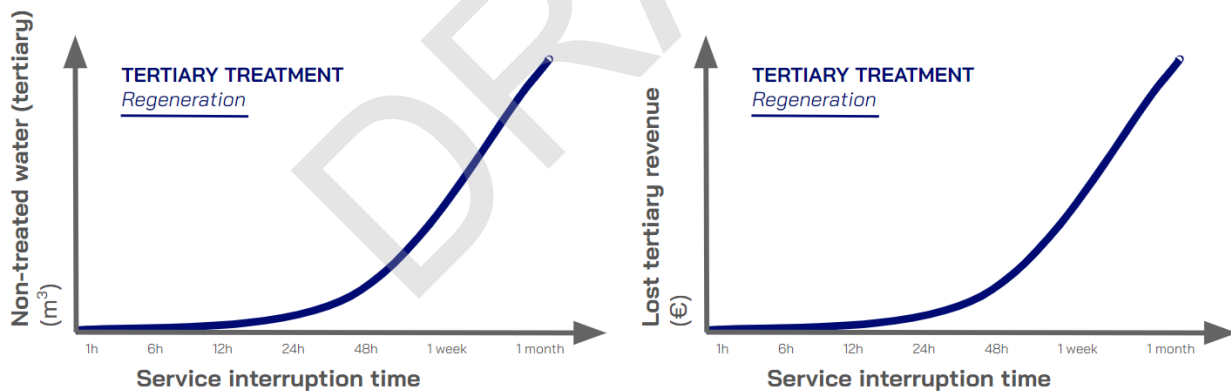 Non-treated water (tertiary)
(m³)
TERTIARY TREATMENT
Regeneration
1h 6h 12h 24h 48h 1 week 1 month
Service interruption time
Lost tertiary revenue
(€)
TERTIARY TREATMENT
Regeneration
1h 6h 12h 24h 48h 1 week 1 month
Service interruption time